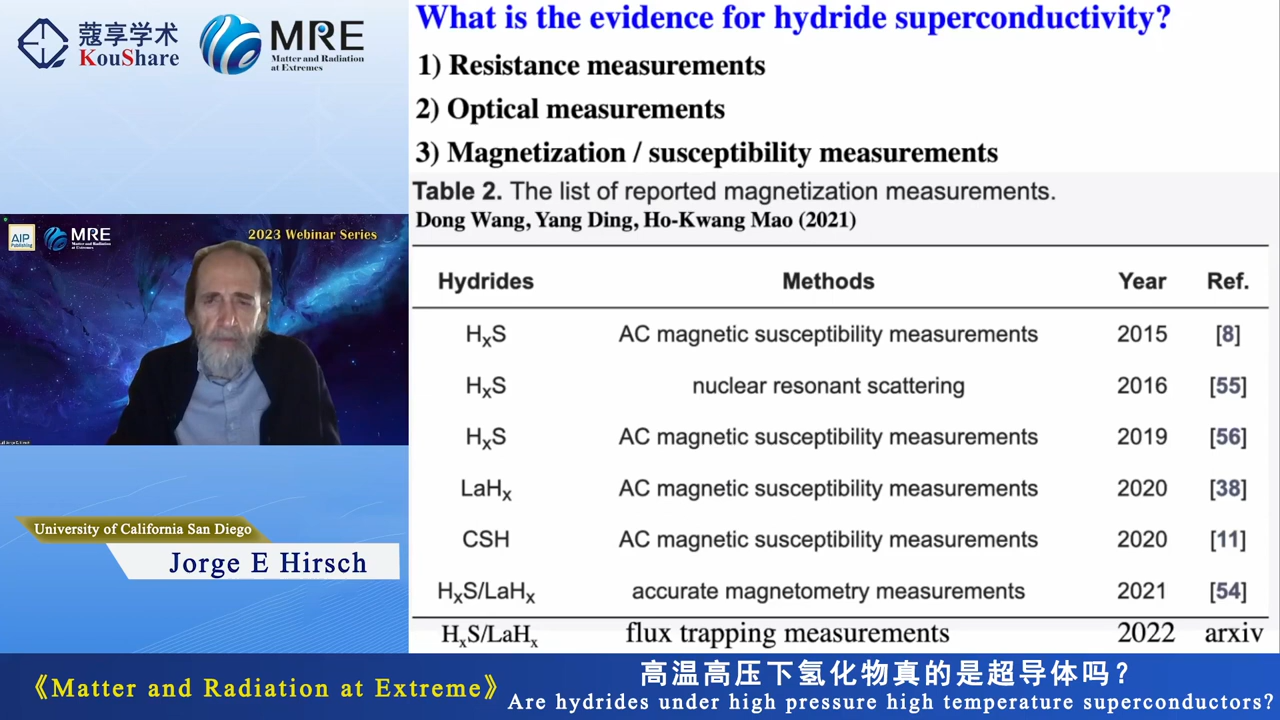 蔻享学术
KouShare
MRE
Matter and Radiation
at Extremes
What is the evidence for hydride superconductivity?
1) Resistance measurements
2) Optical measurements
3) Magnetization / susceptibility measurements
Table 2. The list of reported magnetization measurements.
Dong Wang, Yang Ding, Ho-Kwang Mao (2021)
Hydrides Methods Year Ref.
HₓS AC magnetic susceptibility measurements 2015 [8]
HₓS nuclear resonant scattering 2016 [55]
HₓS AC magnetic susceptibility measurements 2019 [56]
LaHₓ AC magnetic susceptibility measurements 2020 [38]
CSH AC magnetic susceptibility measurements 2020 [11]
HₓS/LaHₓ accurate magnetometry measurements 2021 [54]
HₓS/LaHₓ flux trapping measurements 2022 arxiv
AIP
Publishing
MRE
Matter and Radiation
at Extremes
2023 Webinar Series
University of California San Diego
Jorge E Hirsch
《Matter and Radiation at Extreme》
高温高压下氢化物真的是超导体吗？
Are hydrides under high pressure high temperature superconductors?